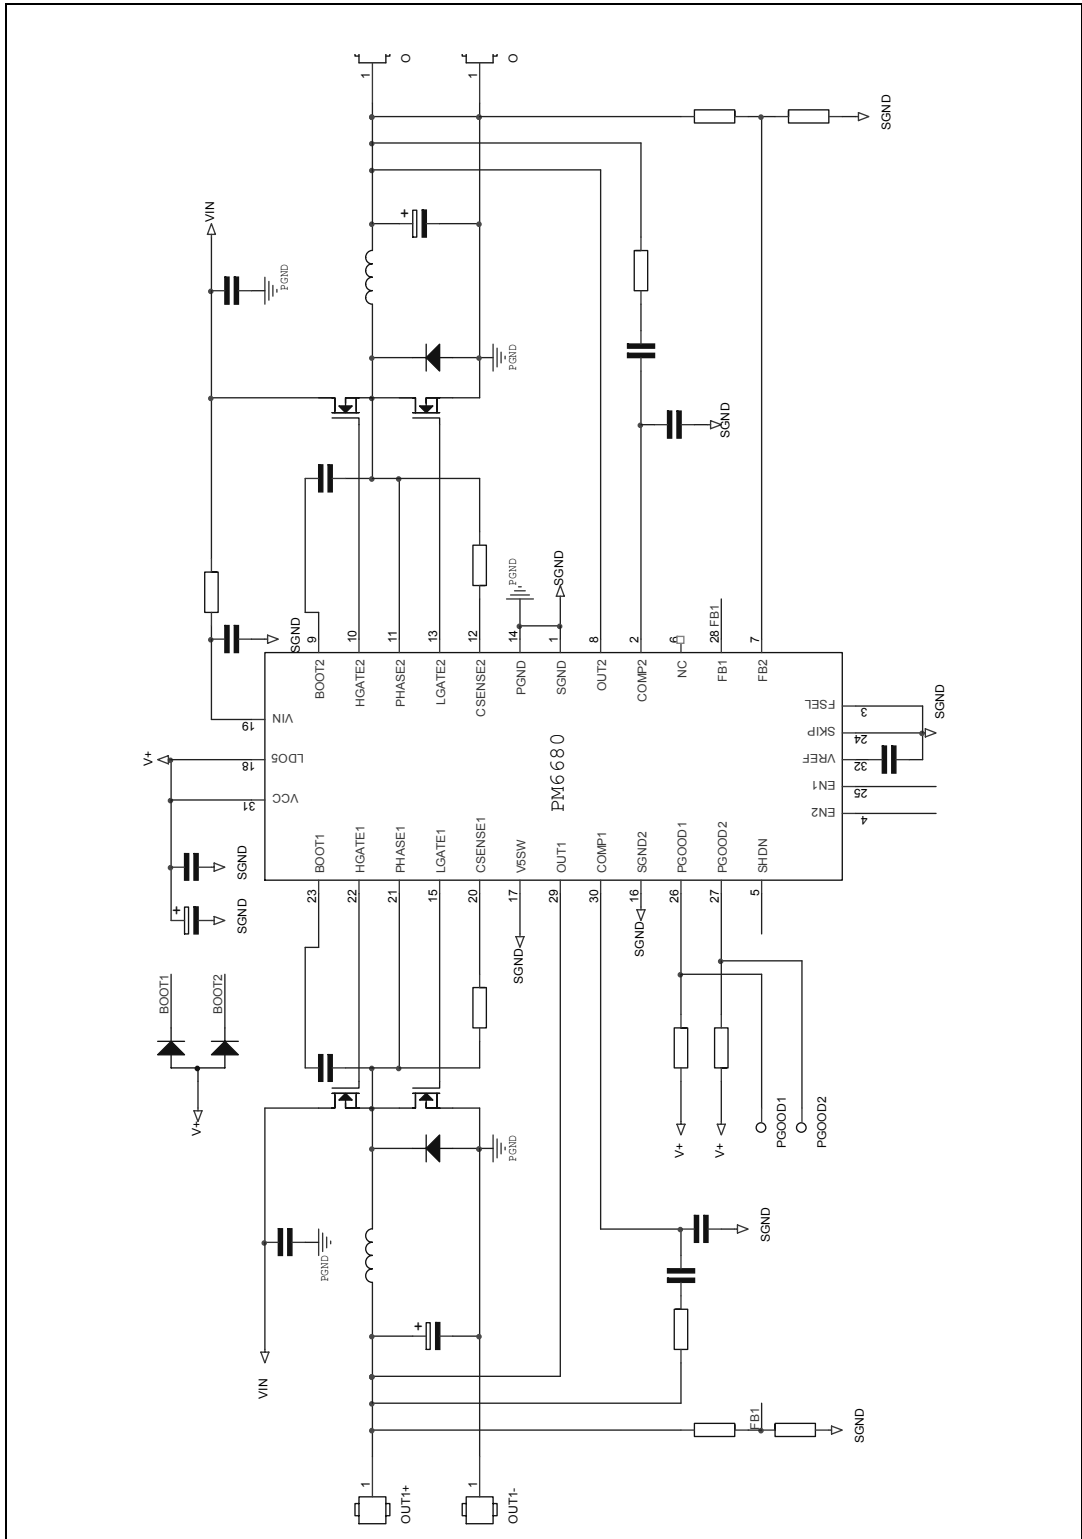 O
O
1
1
SGND
VIN
PGND
+
PGND
SGND
SGND
PGND
SGND
9
10
11
13
12
14
1
8
2
6
28 FB1
7
BOOT2
HGATE2
PHASE2
LGATE2
CSENSE2
PGND
SGND
OUT2
COMP2
NC
FB1
FB2
19
VIN
V+
18
LDO5
31
VCC
PM6680
FSEL
3
SKIP
24
VREF
32
EN1
25
EN2
4
SGND
BOOT1
HGATE1
PHASE1
LGATE1
CSENSE1
V5SW
OUT1
COMP1
SGND2
PGOOD1
PGOOD2
SHDN
23
22
21
15
20
17
29
30
16
26
27
5
SGND
+
SGND
SGND
SGND
BOOT1
BOOT2
V+
V+
V+
PGOOD1
PGOOD2
PGND
PGND
SGND
VIN
+
FB1
SGND
1
1
OUT1+
OUT1-